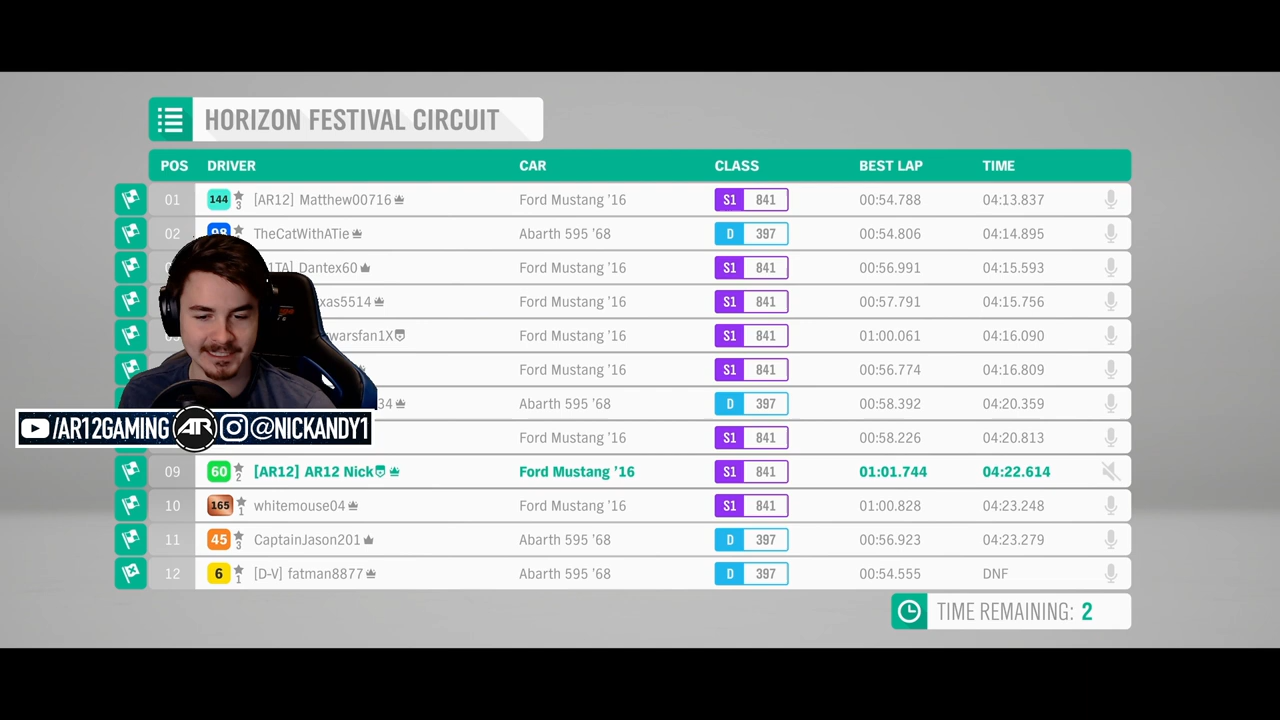 HORIZON FESTIVAL CIRCUIT
POS DRIVER CAR CLASS BEST LAP TIME
01 144 3 [AR12] Matthew00716 Ford Mustang '16 S1 841 00:54.788 04:13.837
02 98 TheCatWithATie Abarth 595 '68 D 397 00:54.806 04:14.895
Dantex60 Ford Mustang '16 S1 841 00:56.991 04:15.593
xas5514 Ford Mustang '16 S1 841 00:57.791 04:15.756
warsfan1X Ford Mustang '16 S1 841 01:00.061 04:16.090
Ford Mustang '16 S1 841 00:56.774 04:16.809
34 Abarth 595 '68 D 397 00:58.392 04:20.359
Ford Mustang '16 S1 841 00:58.226 04:20.813
/AR12GAMING AR @NICKANDY1
09 60 2 [AR12] AR12 Nick Ford Mustang '16 S1 841 01:01.744 04:22.614
10 165 1 whitemouse04 Ford Mustang '16 S1 841 01:00.828 04:23.248
11 45 3 CaptainJason201 Abarth 595 '68 D 397 00:56.923 04:23.279
12 6 1 [D-V] fatman8877 Abarth 595 '68 D 397 00:54.555 DNF
TIME REMAINING: 2